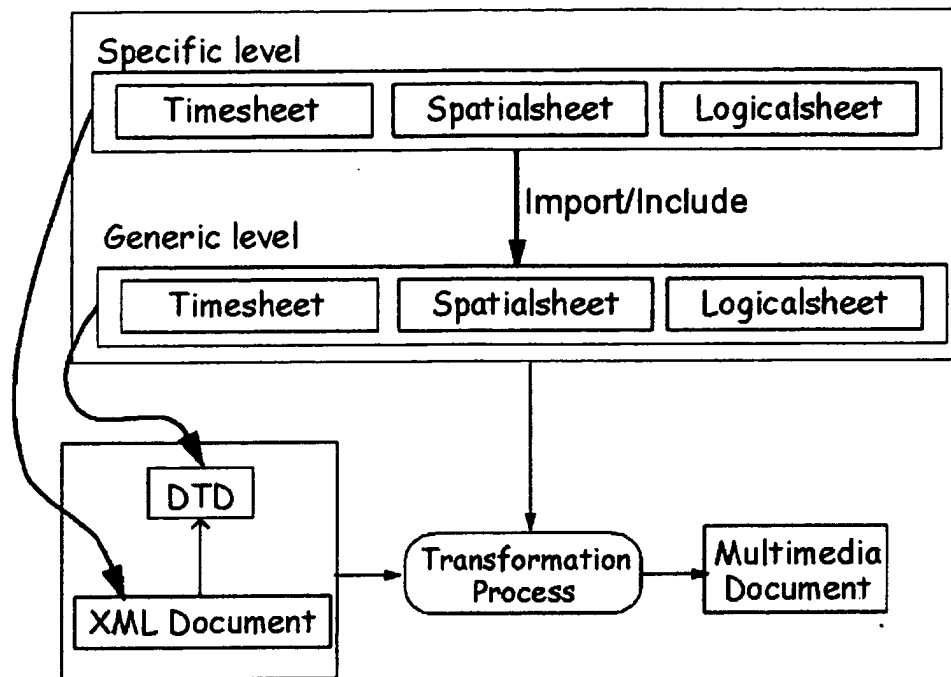 Specific level
Timesheet
Spatialsheet
Logicalsheet
Import/Include
Generic level
Timesheet
Spatialsheet
Logicalsheet
DTD
XML Document
Transformation
Process
Multimedia
Document